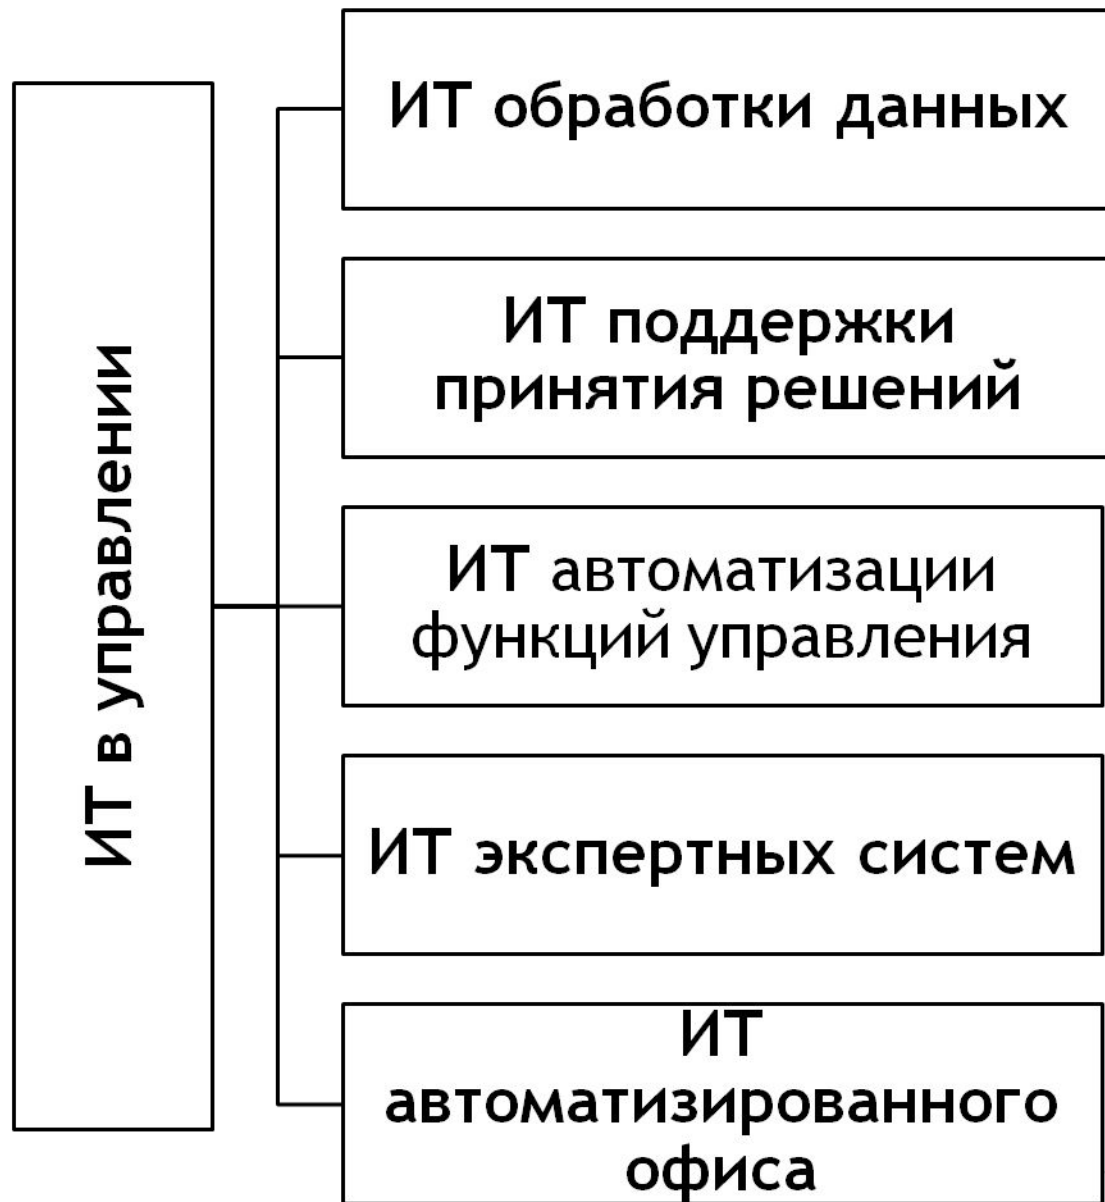 ИТ в управлении
ИТ обработки данных
ИТ поддержки
принятия решений
ИТ автоматизации
функций управления
ИТ экспертных систем
ИТ
автоматизированного
офиса